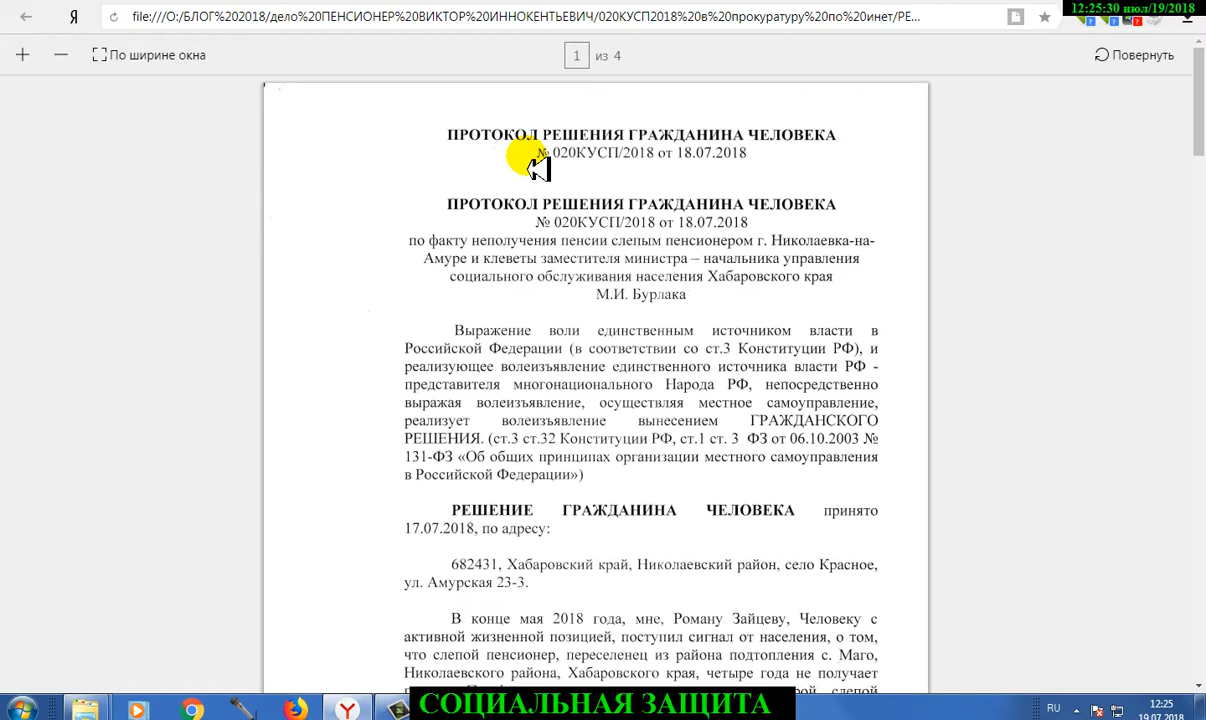 12:25:30 июл/19/2018
Я file:///O:/БЛОГ%202018/дело%20ПЕНСИОНЕР%20ВИКТОР%20ИННОКЕНТЬЕВИЧ/020КУСП2018%20в%20прокуратуру%20по%20инет/РЕ...
По ширине окна 1 из 4 Повернуть
ПРОТОКОЛ РЕШЕНИЯ ГРАЖДАНИНА ЧЕЛОВЕКА
№ 020КУСП/2018 от 18.07.2018
ПРОТОКОЛ РЕШЕНИЯ ГРАЖДАНИНА ЧЕЛОВЕКА
№ 020КУСП/2018 от 18.07.2018
по факту неполучения пенсии слепым пенсионером г. Николаевка-на-
Амуре и клеветы заместителя министра – начальника управления
социального обслуживания населения Хабаровского края
М.И. Бурлака
Выражение воли единственным источником власти в
Российской Федерации (в соответствии со ст.3 Конституции РФ), и
реализующее волеизъявление единственного источника власти РФ -
представителя многонационального Народа РФ, непосредственно
выражая волеизъявление, осуществляя местное самоуправление,
реализует волеизъявление вынесением ГРАЖДАНСКОГО
РЕШЕНИЯ. (ст.3 ст.32 Конституции РФ, ст.1 ст. 3 ФЗ от 06.10.2003 №
131-ФЗ «Об общих принципах организации местного самоуправления
в Российской Федерации»)
РЕШЕНИЕ ГРАЖДАНИНА ЧЕЛОВЕКА принято
17.07.2018, по адресу:
682431, Хабаровский край, Николаевский район, село Красное,
ул. Амурская 23-3.
В конце мая 2018 года, мне, Роману Зайцеву, Человеку с
активной жизненной позицией, поступил сигнал от населения, о том,
что слепой пенсионер, переселенец из района подтопления с. Маго,
Николаевского района, Хабаровского края, четыре года не получает
слепой
СОЦИАЛЬНАЯ ЗАЩИТА
RU
12:25
19.07.2018